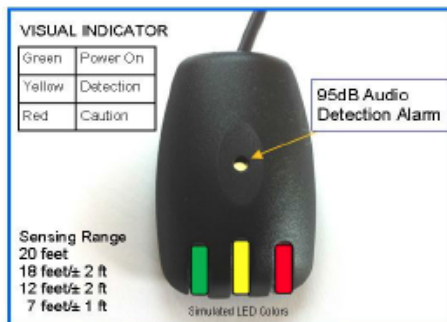 VISUAL INDICATOR
Green Power On
Yellow Detection
Red Caution
95dB Audio
Detection Alarm
Sensing Range
20 feet
18 feet/± 2 ft
12 feet/± 2 ft
7 feet/± 1 ft
Simulated LED Colors